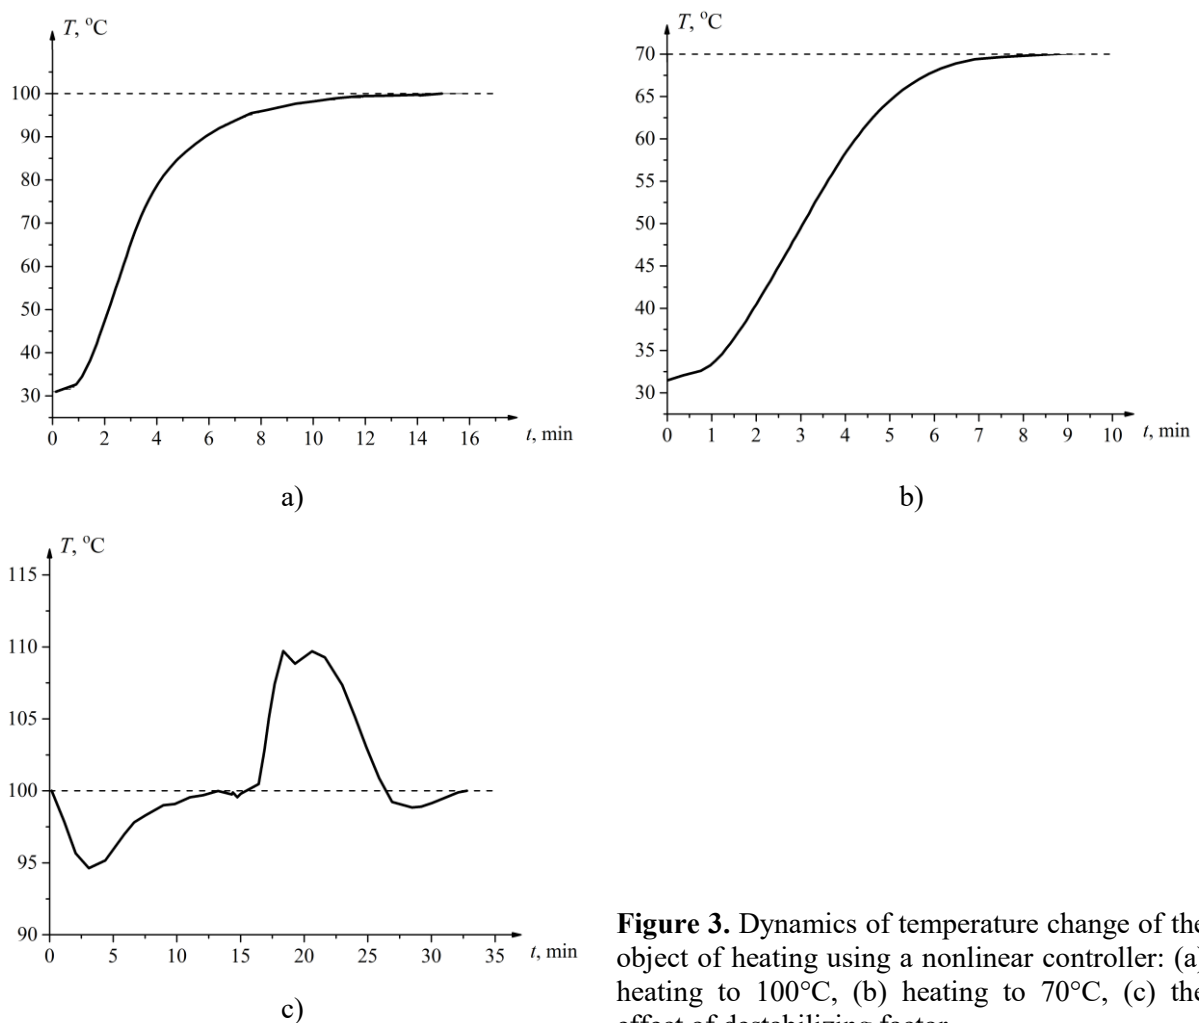 T, °C
100
90
80
70
60
50
40
30
0 2 4 6 8 10 12 14 16 t, min
a)
T, °C
70
65
60
55
50
45
40
35
30
0 1 2 3 4 5 6 7 8 9 10 t, min
b)
T, °C
115
110
105
100
95
90
0 5 10 15 20 25 30 35 t, min
c)
Figure 3. Dynamics of temperature change of the
object of heating using a nonlinear controller: (a)
heating to 100°C, (b) heating to 70°C, (c) the
effect of destabilizing factor